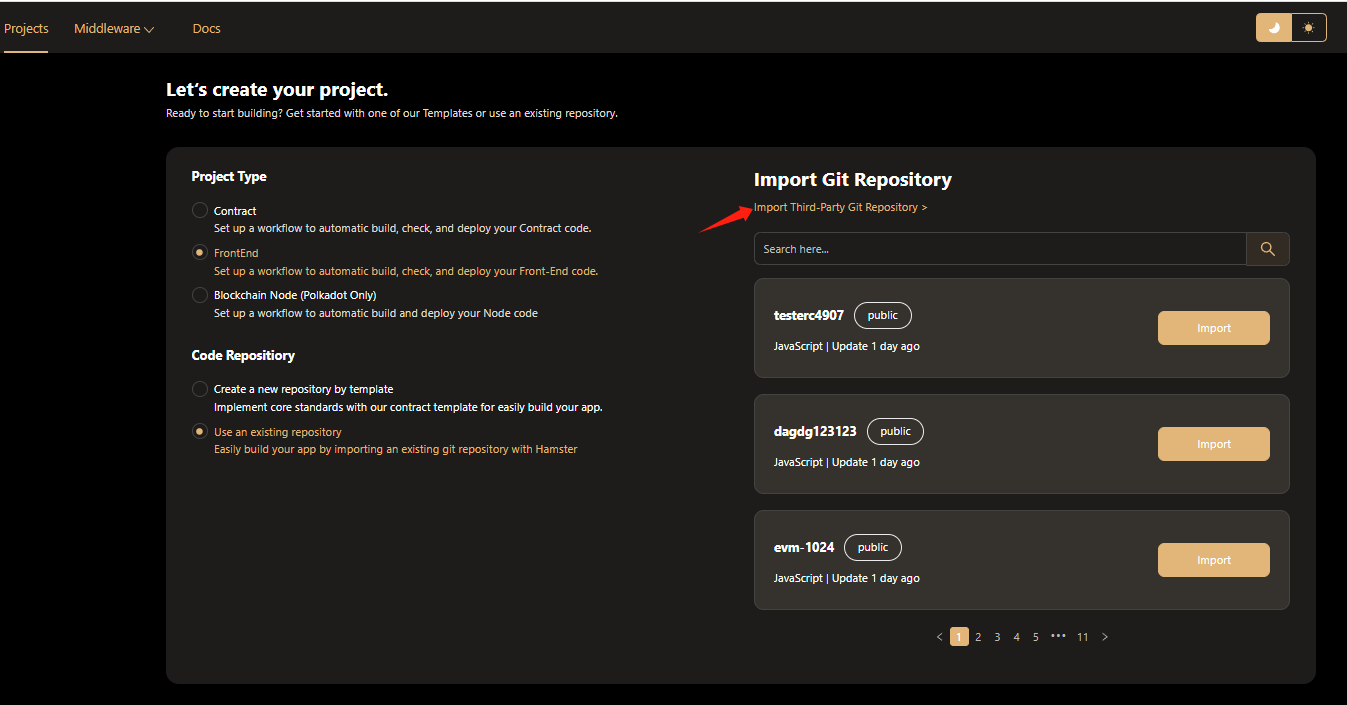 Projects Middleware Docs
Let's create your project.
Ready to start building? Get started with one of our Templates or use an existing repository.
Project Type
Contract
Set up a workflow to automatic build, check, and deploy your Contract code.
FrontEnd
Set up a workflow to automatic build, check, and deploy your Front-End code.
Blockchain Node (Polkadot Only)
Set up a workflow to automatic build and deploy your Node code
Code Repositiory
Create a new repository by template
Implement core standards with our contract template for easily build your app.
Use an existing repository
Easily build your app by importing an existing git repository with Hamster
Import Git Repository
Import Third-Party Git Repository >
Search here...
testerc4907 public
JavaScript | Update 1 day ago
Import
dagdg123123 public
JavaScript | Update 1 day ago
Import
evm-1024 public
JavaScript | Update 1 day ago
Import
< 1 2 3 4 5 ••• 11 >